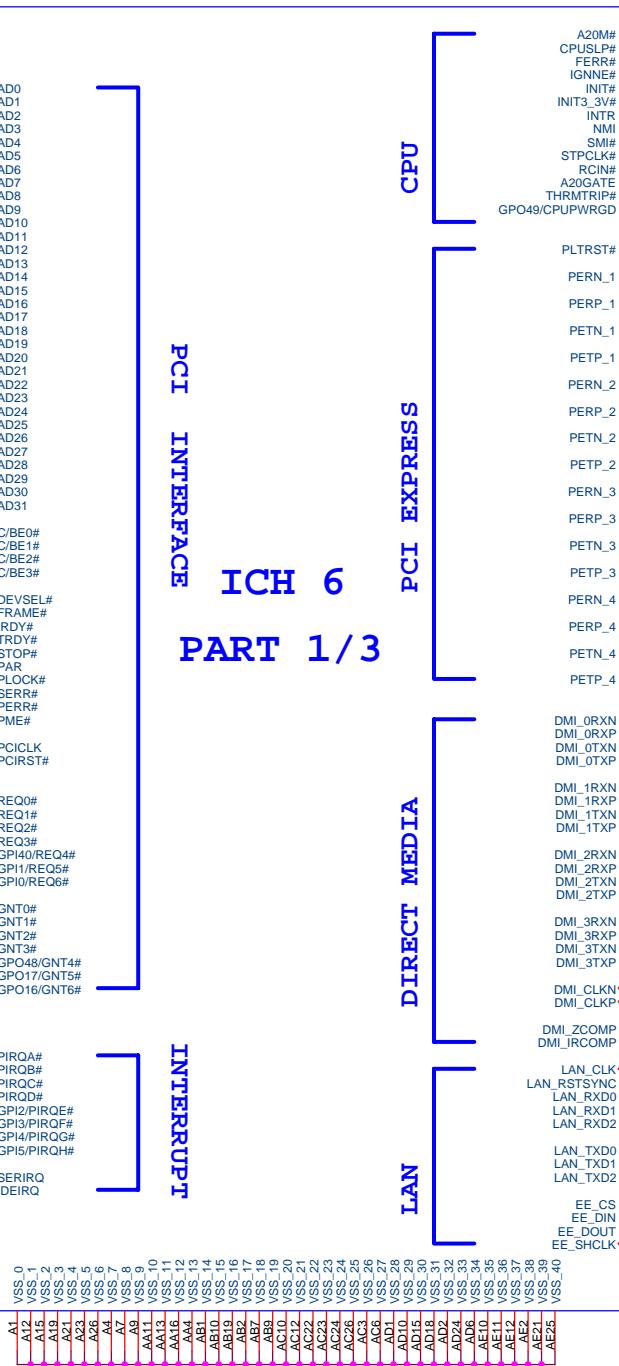 AD0
AD1
AD2
AD3
AD4
AD5
AD6
AD7
AD8
AD9
AD10
AD11
AD12
AD13
AD14
AD15
AD16
AD17
AD18
AD19
AD20
AD21
AD22
AD23
AD24
AD25
AD26
AD27
AD28
AD29
AD30
AD31
C/BE0#
C/BE1#
C/BE2#
C/BE3#
DEVSEL#
FRAME#
RDY#
TRDY#
STOP#
PAR
PLOCK#
SERR#
PERR#
PME#
PCICLK
PCIRST#
REQ0#
REQ1#
REQ2#
REQ3#
GPI40/REQ4#
GPI1/REQ5#
GPI0/REQ6#
GNT0#
GNT1#
GNT2#
GNT3#
GPO48/GNT4#
GPO17/GNT5#
GPO16/GNT6#
PIRQA#
PIRQB#
PIRQC#
PIRQD#
GPI2/PIRQE#
GPI3/PIRQF#
GPI4/PIRQG#
GPI5/PIRQH#
SERIRQ
DEIRQ
PCI INTERFACE
INTERRUPT
ICH 6
PART 1/3
CPU
PCI EXPRESS
DIRECT MEDIA
LAN
A20M#
CPUSLP#
FERR#
IGNNE#
INIT#
INIT3_3V#
INTR
NMI
SMI#
STPCLK#
RCIN#
A20GATE
THRMTRIP#
GPO49/CPUPWRGD
PLTRST#
PERN_1
PERP_1
PETN_1
PETP_1
PERN_2
PERP_2
PETN_2
PETP_2
PERN_3
PERP_3
PETN_3
PETP_3
PERN_4
PERP_4
PETN_4
PETP_4
DMI_0RXN
DMI_0RXP
DMI_0TXN
DMI_0TXP
DMI_1RXN
DMI_1RXP
DMI_1TXN
DMI_1TXP
DMI_2RXN
DMI_2RXP
DMI_2TXN
DMI_2TXP
DMI_3RXN
DMI_3RXP
DMI_3TXN
DMI_3TXP
DMI_CLKN
DMI_CLKP
DMI_ZCOMP
DMI_IRCOMP
LAN_CLK
LAN_RSTSYNC
LAN_RXD0
LAN_RXD1
LAN_RXD2
LAN_TXD0
LAN_TXD1
LAN_TXD2
EE_CS
EE_DIN
EE_DOUT
EE_SHCLK
VSS_0
VSS_1
VSS_2
VSS_3
VSS_4
VSS_5
VSS_6
VSS_7
VSS_8
VSS_9
VSS_10
VSS_11
VSS_12
VSS_13
VSS_14
VSS_15
VSS_16
VSS_17
VSS_18
VSS_19
VSS_20
VSS_21
VSS_22
VSS_23
VSS_24
VSS_25
VSS_26
VSS_27
VSS_28
VSS_29
VSS_30
VSS_31
VSS_32
VSS_33
VSS_34
VSS_35
VSS_36
VSS_37
VSS_38
VSS_39
VSS_40
A1
A12
A15
A19
A21
A23
A26
A4
A7
A9
AA11
AA13
AA16
AA4
AB1
AB10
AB19
AB2
AB7
AB9
AC10
AC12
AC22
AC23
AC24
AC26
AC3
AC6
AD1
AD10
AD15
AD18
AD2
AD24
AD6
AE10
AE11
AE12
AE2
AE21
AE25